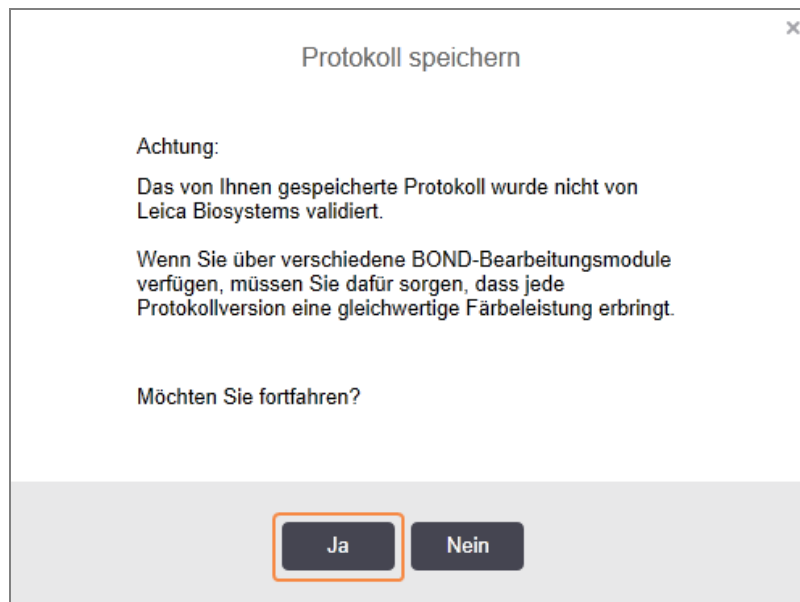 Protokoll speichern
Achtung:
Das von Ihnen gespeicherte Protokoll wurde nicht von
Leica Biosystems validiert.
Wenn Sie über verschiedene BOND-Bearbeitungsmodule
verfügen, müssen Sie dafür sorgen, dass jede
Protokollversion eine gleichwertige Färbeleistung erbringt.
Möchten Sie fortfahren?
Ja
Nein